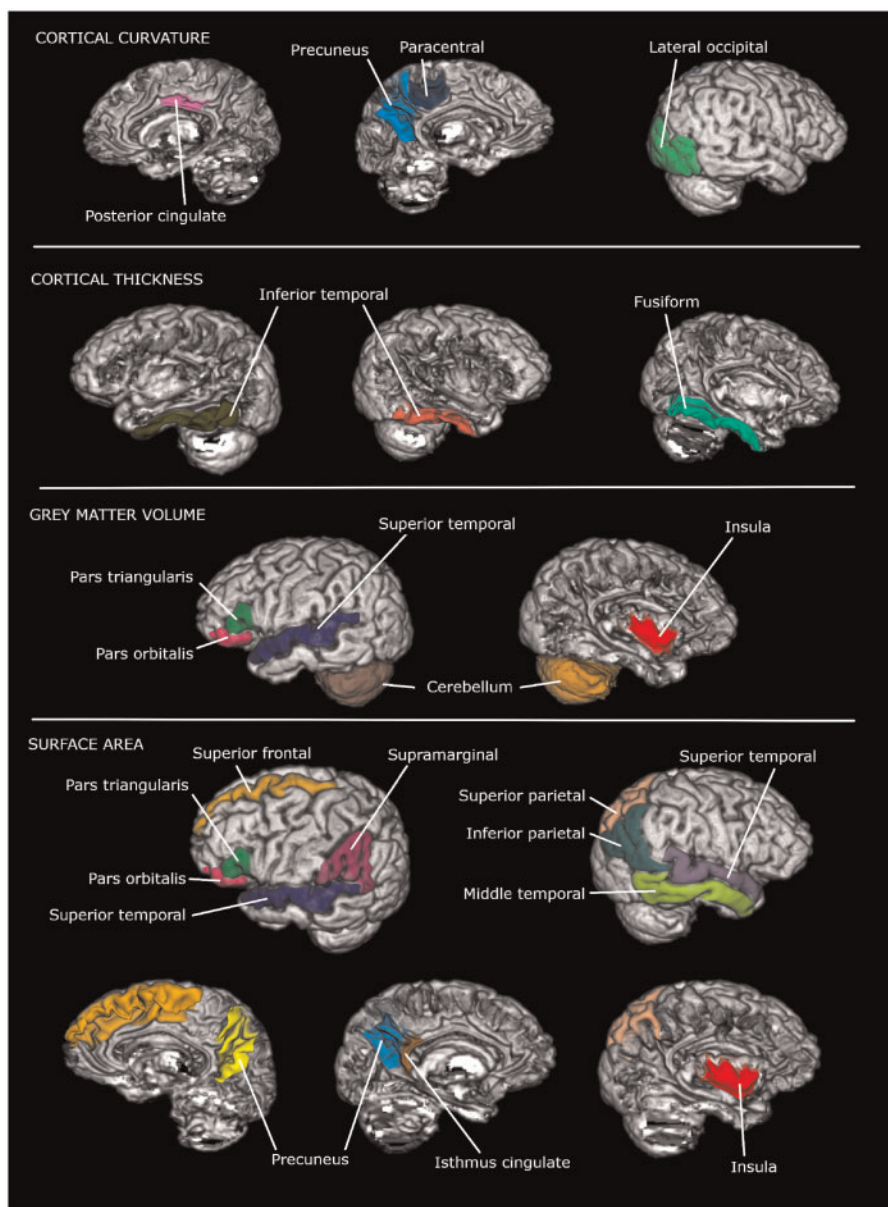 CORTICAL CURVATURE
Precuneus
Paracentral
Lateral occipital
Posterior cingulate
CORTICAL THICKNESS
Inferior temporal
Fusiform
GREY MATTER VOLUME
Superior temporal
Insula
Pars triangularis
Pars orbitalis
Cerebellum
SURFACE AREA
Superior frontal
Supramarginal
Superior temporal
Pars triangularis
Superior parietal
Inferior parietal
Pars orbitalis
Middle temporal
Superior temporal
Precuneus
Isthmus cingulate
Insula